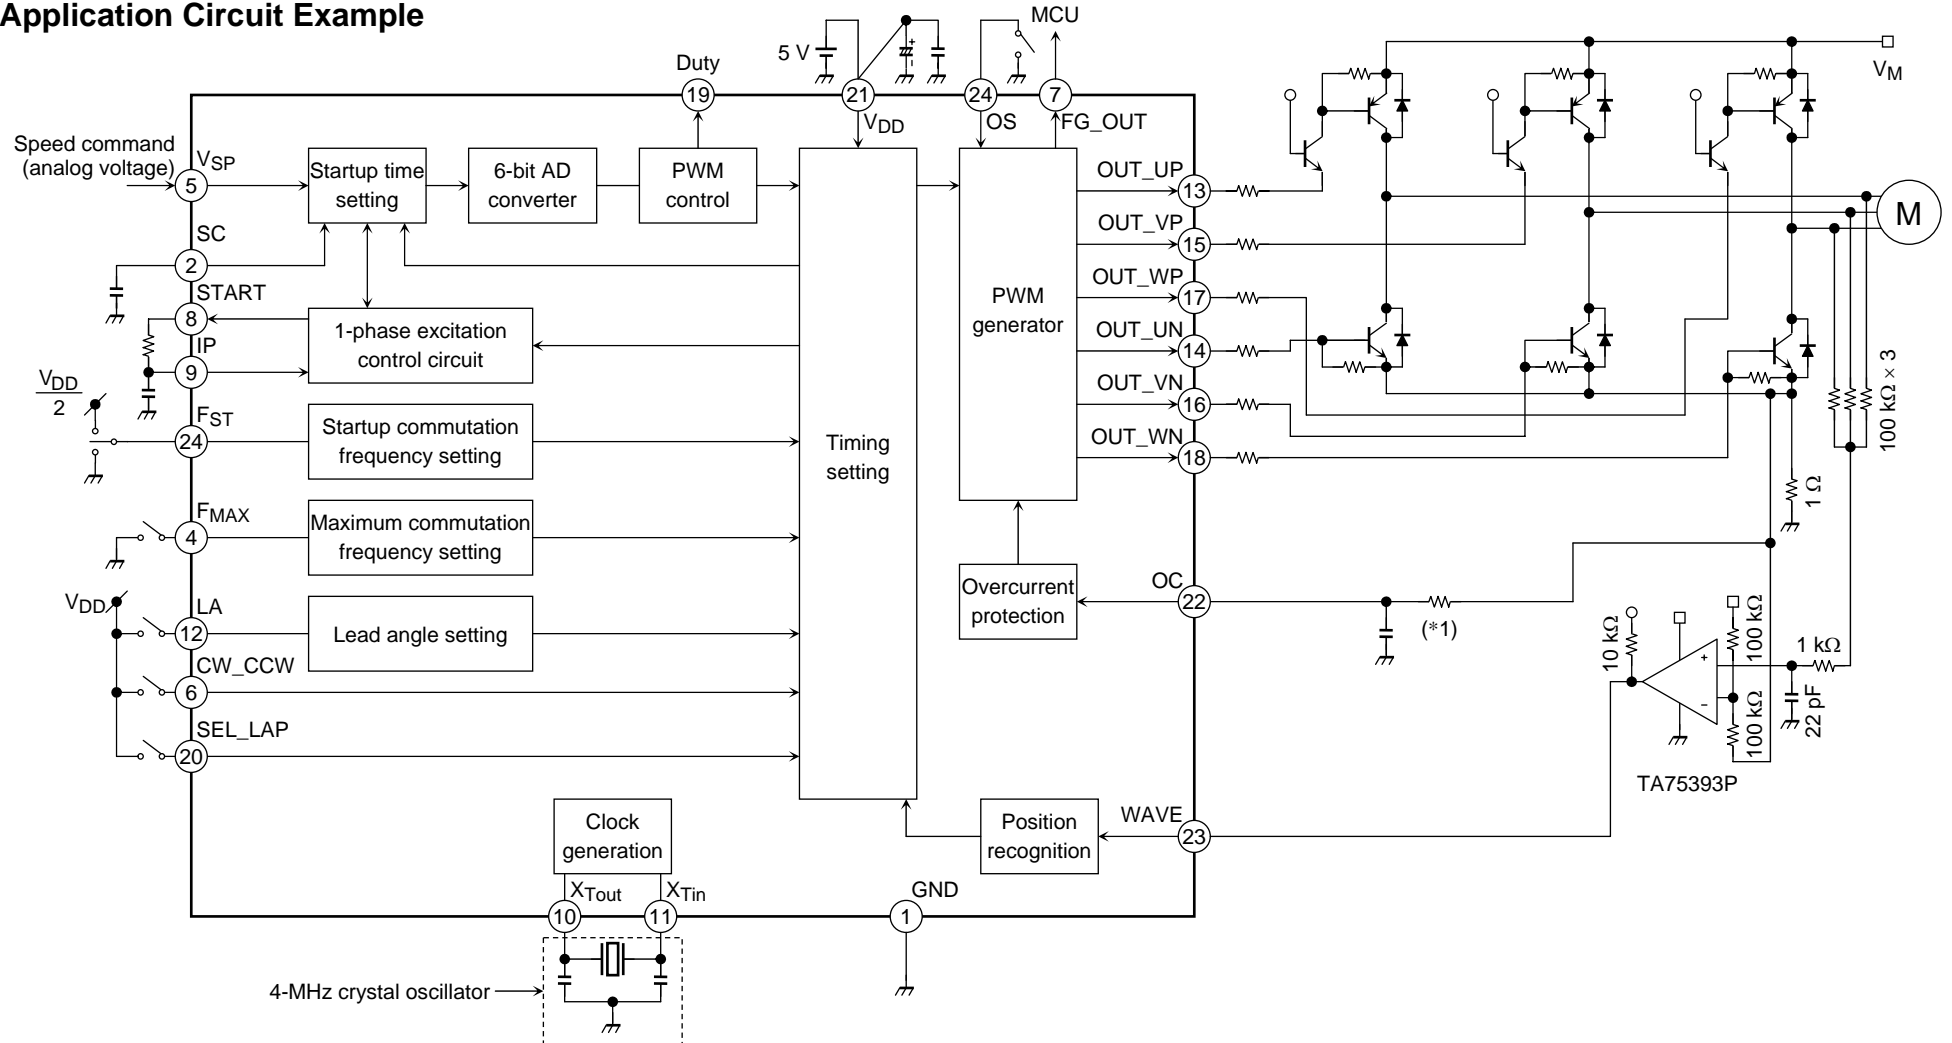 Application Circuit Example
MCU
5 V
Duty
VM
19
21
24
7
VDD
OS
FG_OUT
Speed command
(analog voltage)
VSP
5
Startup time
setting
6-bit AD
converter
PWM
control
OUT_UP
13
SC
2
OUT_VP
15
M
START
8
OUT_WP
17
PWM
generator
1-phase excitation
control circuit
IP
9
OUT_UN
14
OUT_VN
16
VDD
2
FST
24
Startup commutation
frequency setting
Timing
setting
OUT_WN
18
100 kΩ × 3
1 Ω
FMAX
4
Maximum commutation
frequency setting
Overcurrent
protection
OC
22
(*1)
VDD
LA
12
Lead angle setting
10 kΩ
100 kΩ
1 kΩ
+
−
100 kΩ
22 pF
CW_CCW
6
SEL_LAP
20
TA75393P
Clock
generation
Position
recognition
WAVE
23
XTout
XTin
GND
10
11
1
4-MHz crystal oscillator